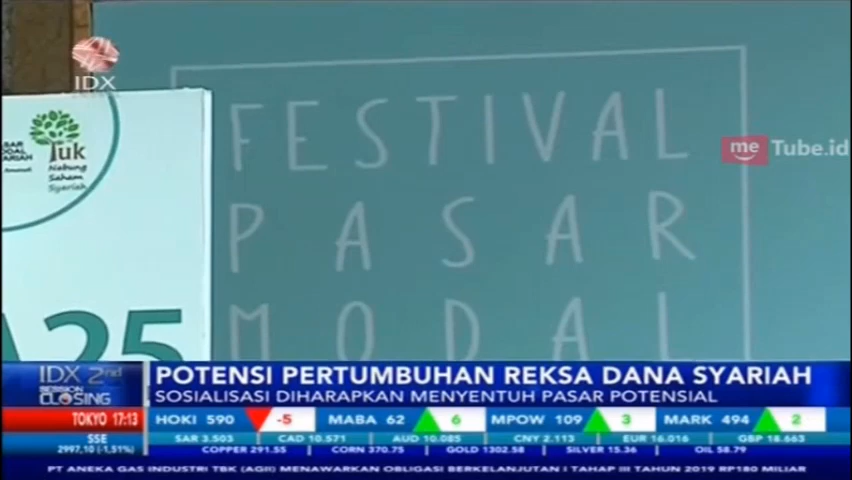 IDX
FESTIVAL
PASAR
MODAL
me Tube.id
Yuk
Nabung
Saham
Syariah
A25
IDX 2nd
SESSION
CLOSING
POTENSI PERTUMBUHAN REKSA DANA SYARIAH
SOSIALISASI DIHARAPKAN MENYENTUH PASAR POTENSIAL
TOKYO 17:13
HOKI 590 -5 MABA 62 6 MPOW 109 3 MARK 494 2
SSE
2997,10 (-1,51%)
SAR 3.503 CAD 10.571 AUD 10.085 CNY 2.113 EUR 16.016 GBP 18.663
COPPER 291.55 CORN 370.75 GOLD 1302.58 SILVER 15.36 OIL 58.79
PT ANEKA GAS INDUSTRI TBK (AGII) MENAWARKAN OBLIGASI BERKELANJUTAN I TAHAP III TAHUN 2019 RP180 MILIAR